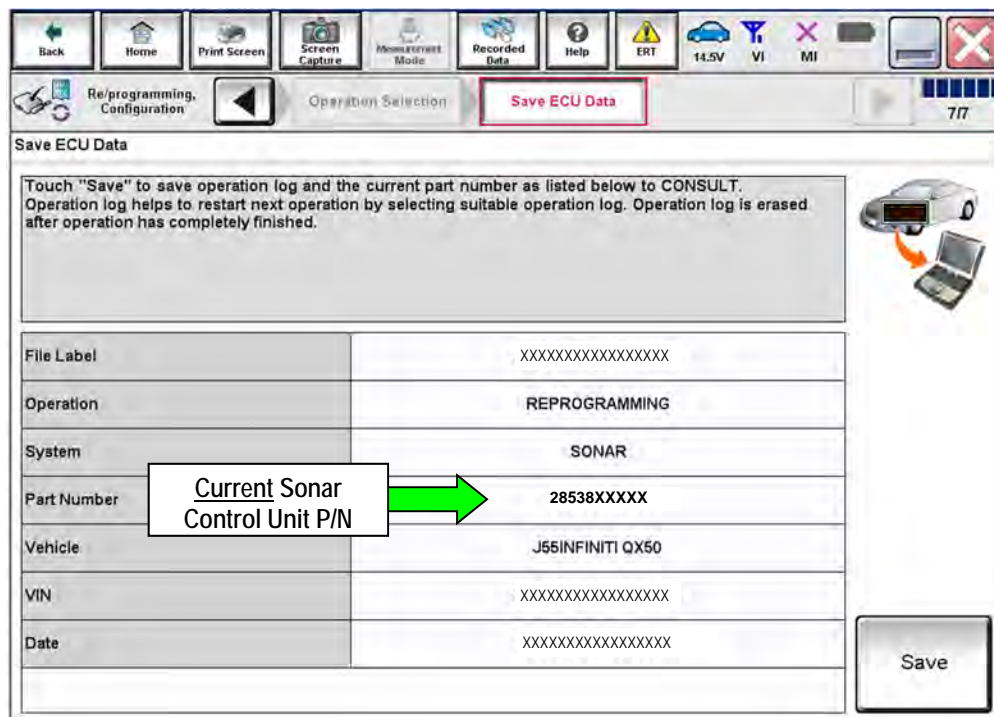 Back
Home
Print Screen
Screen
Capture
Measurement
Mode
Recorded
Data
Help
ERT
14.5V
VI
MI
Re/programming,
Configuration
Operation Selection
Save ECU Data
7/7
Save ECU Data
Touch "Save" to save operation log and the current part number as listed below to CONSULT.
Operation log helps to restart next operation by selecting suitable operation log. Operation log is erased
after operation has completely finished.
File Label
XXXXXXXXXXXXXXXXX
Operation
REPROGRAMMING
System
SONAR
Part Number
Current Sonar
Control Unit P/N
28538XXXXX
Vehicle
J55INFINITI QX50
VIN
XXXXXXXXXXXXXXXXX
Date
XXXXXXXXXXXXXXXXX
Save